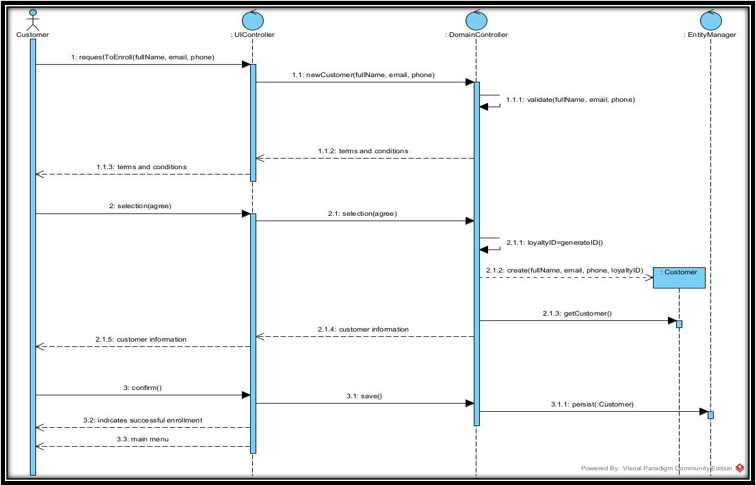 Customer
: UIController
: DomainController
: EntityManager
1: requestToEnroll(fullName, email, phone)
1.1: newCustomer(fullName, email, phone)
1.1.1: validate(fullName, email, phone)
1.1.2: terms and conditions
1.1.3: terms and conditions
2: selection(agree)
2.1: selection(agree)
2.1.1: loyaltyID=generateID()
2.1.2: create(fullName, email, phone, loyaltyID)
: Customer
2.1.3: getCustomer()
2.1.4: customer information
2.1.5: customer information
3: confirm()
3.1: save()
3.1.1: persist(:Customer)
3.2: indicates successful enrollment
3.3: main menu
Powered By Visual Paradigm Community Edition